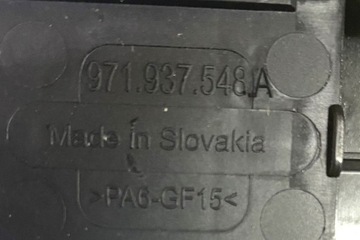 971.937.548.A
Made in Slovakia
>PA6-GF15<